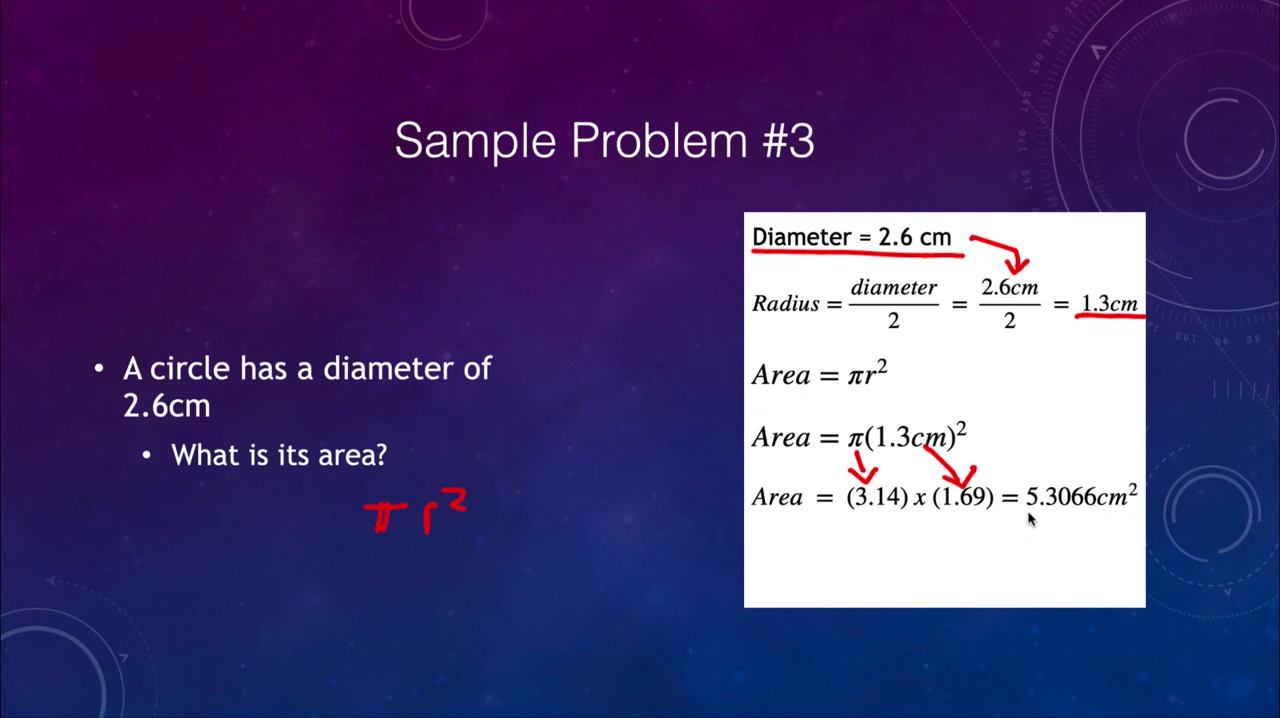 Sample Problem #3
• A circle has a diameter of
2.6cm
• What is its area?
πr²
Diameter = 2.6 cm
Radius = diameter/2 = 2.6cm/2 = 1.3cm
Area = πr²
Area = π(1.3cm)²
Area = (3.14) x (1.69) = 5.3066cm²